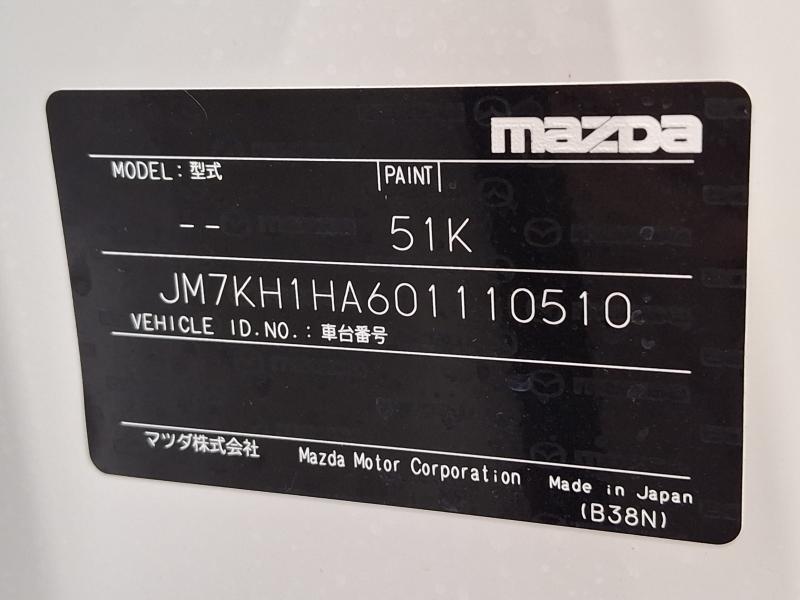 mazda
MODEL : 型式 PAINT
-- 51K
JM7KH1HA601110510
VEHICLE ID.NO. : 車台番号
マツダ株式会社 Mazda Motor Corporation Made in Japan
(B38N)